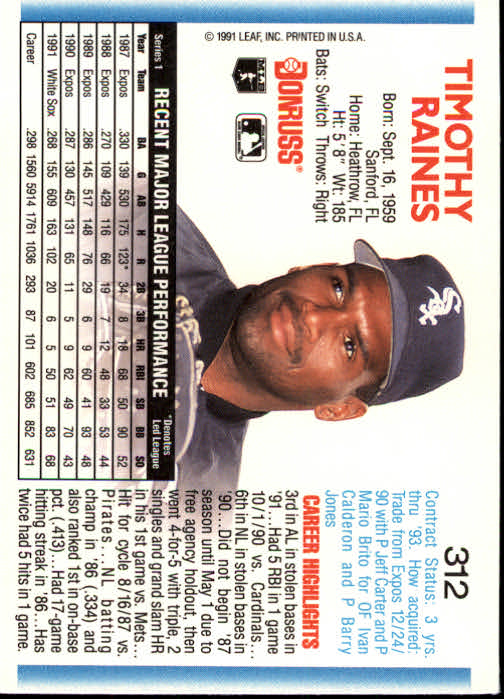 TIMOTHY
RAINES
312
Born: Sept. 16, 1959
Sanford, FL
Home: Heathrow, FL
Ht: 5'8" Wt: 185
Bats: Switch Throws: Right
DONRUSS®
MLB
© 1991 LEAF, INC. PRINTED IN U.S.A.
Sox
Contract Status: 3 yrs.
thru '93. How acquired:
Trade from Expos 12/24/
90 with P Jeff Carter and P
Mario Brito for OF Ivan
Calderon and P Barry
Jones
CAREER HIGHLIGHTS
3rd in AL in stolen bases in
'91...Had 5 RBI in 1 game
10/1/90 vs. Cardinals...
6th in NL in stolen bases in
'90...Did not begin '87
season until May 1 due to
free agency holdout, then
went 4-for-5 with triple, 2
singles and grand slam HR
in his 1st game vs. Mets...
Hit for cycle 8/16/87 vs.
Pirates...NL batting
champ in '86 (.334) and
also ranked 1st in on-base
pct. (.413)...Had 17-game
hitting streak in '86...Has
twice had 5 hits in 1 game.
Series 1 RECENT MAJOR LEAGUE PERFORMANCE *Denotes Led League
Year Team BA G AB H R 2B 3B HR RBI SB BB SO
1987 Expos .330 139 530 175 123* 34 8 18 68 50 90 52
1988 Expos .270 109 429 116 66 19 7 12 48 33 53 44
1989 Expos .286 145 517 148 76 29 6 9 60 41 93 48
1990 Expos .287 130 457 131 65 11 5 9 62 49 70 43
1991 White Sox .268 155 609 163 102 20 6 5 50 51 83 68
Career .298 1560 5914 1761 1036 293 87 101 602 685 852 631